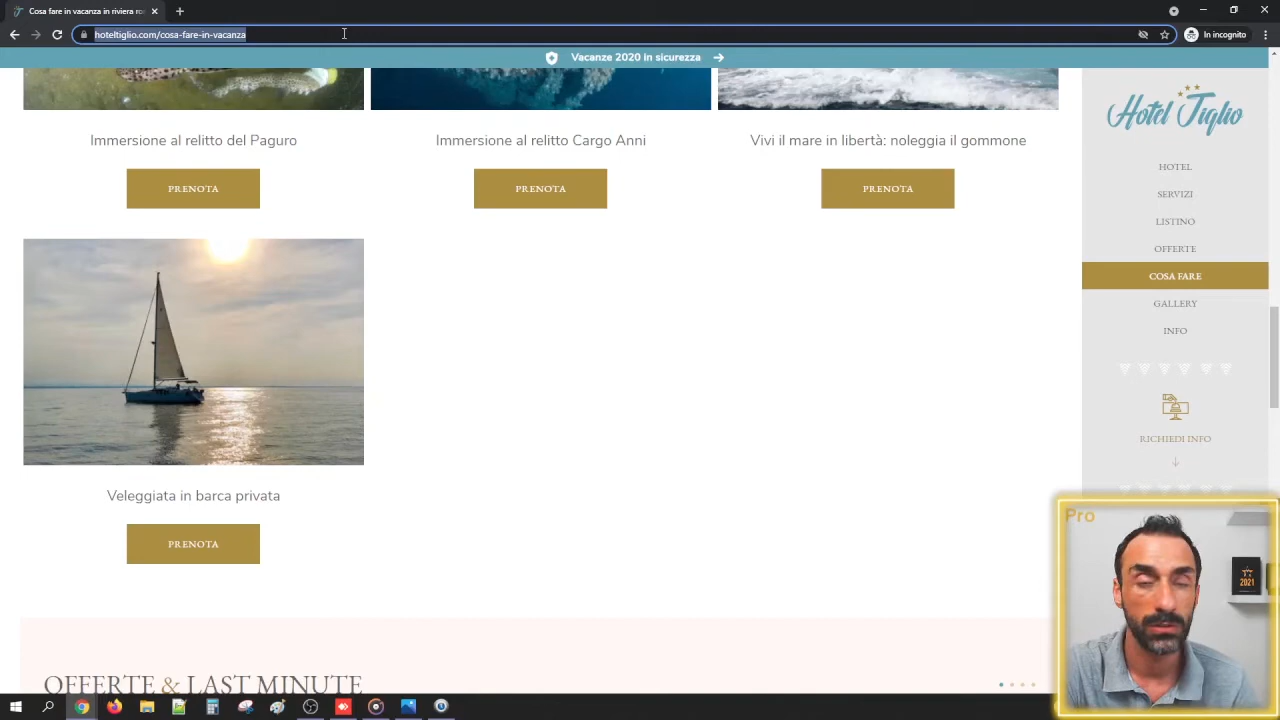 Cosa fare in vacanza in riviera ro
hoteltiglio.com/cosa-fare-in-vacanza
In incognito
Vacanze 2020 in sicurezza →
Immersione al relitto del Paguro
Immersione al relitto Cargo Anni
Vivi il mare in libertà: noleggia il gommone
PRENOTA
PRENOTA
PRENOTA
Veleggiata in barca privata
PRENOTA
OFFERTE & LAST MINUTE
Hotel Tiglio
HOTEL
SERVIZI
LISTINO
OFFERTE
COSA FARE
GALLERY
INFO
RICHIEDI INFO
Pro
2021